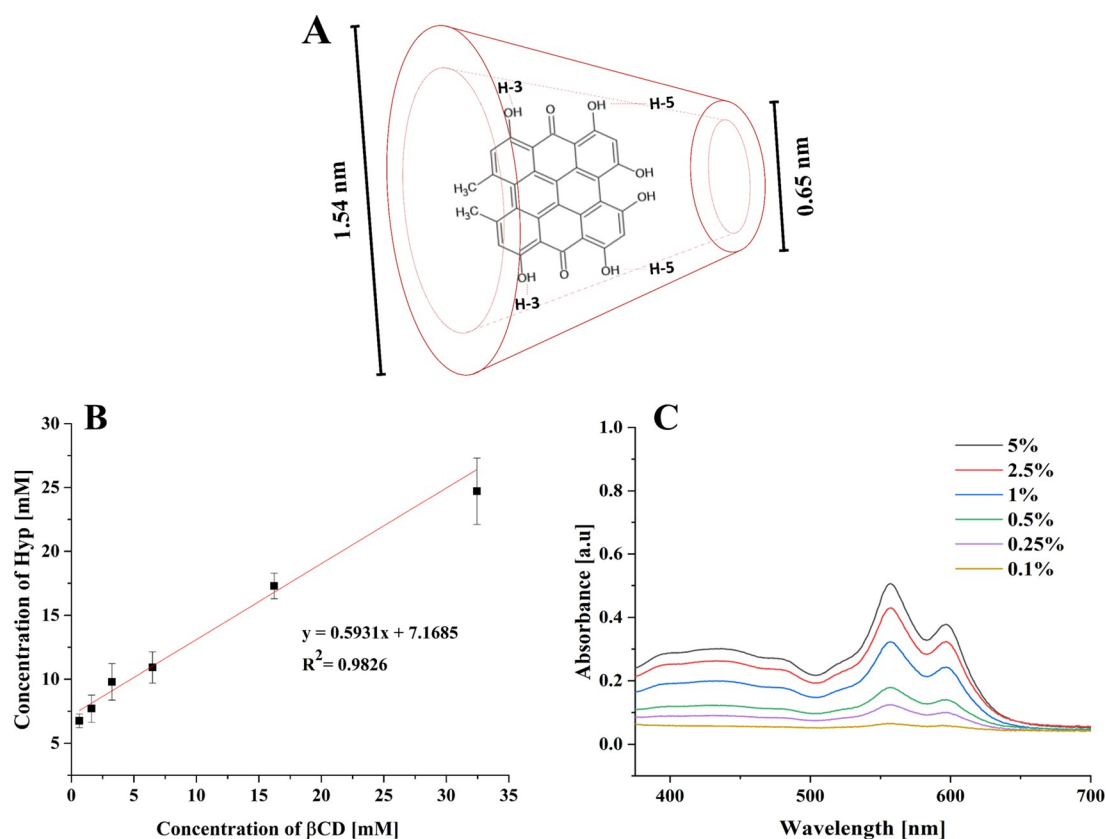 A
H-3
OH
O
OH
H-5
H₃C
OH
H₃C
OH
OH
O
OH
H-5
H-3
1.54 nm
0.65 nm
B
Concentration of Hyp [mM]
30
25
20
15
10
5
y = 0.5931x + 7.1685
R²= 0.9826
0 5 10 15 20 25 30 35
Concentration of βCD [mM]
C
Absbrbance [a.u]
1.0
0.8
0.6
0.4
0.2
0.0
5%
2.5%
1%
0.5%
0.25%
0.1%
400 500 600 700
Wavelength [nm]